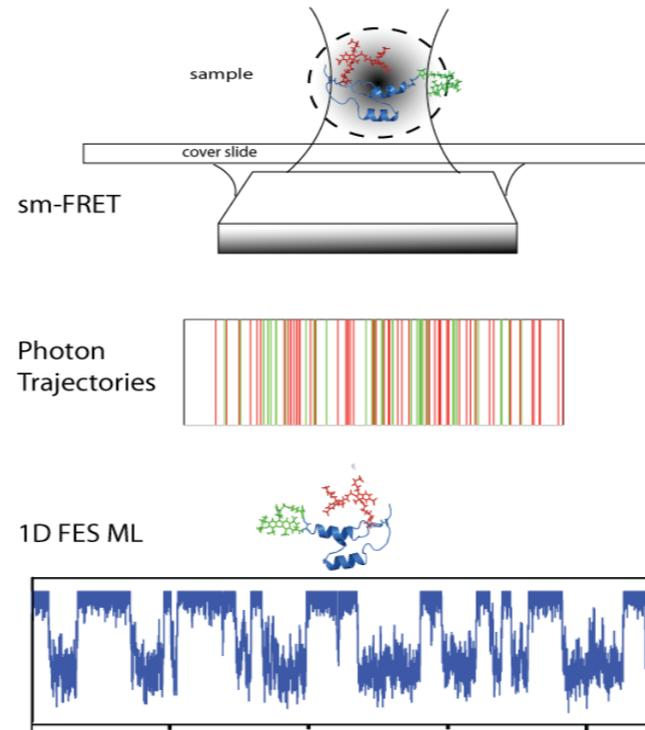 sample
cover slide
sm-FRET
Photon
Trajectories
1D FES ML